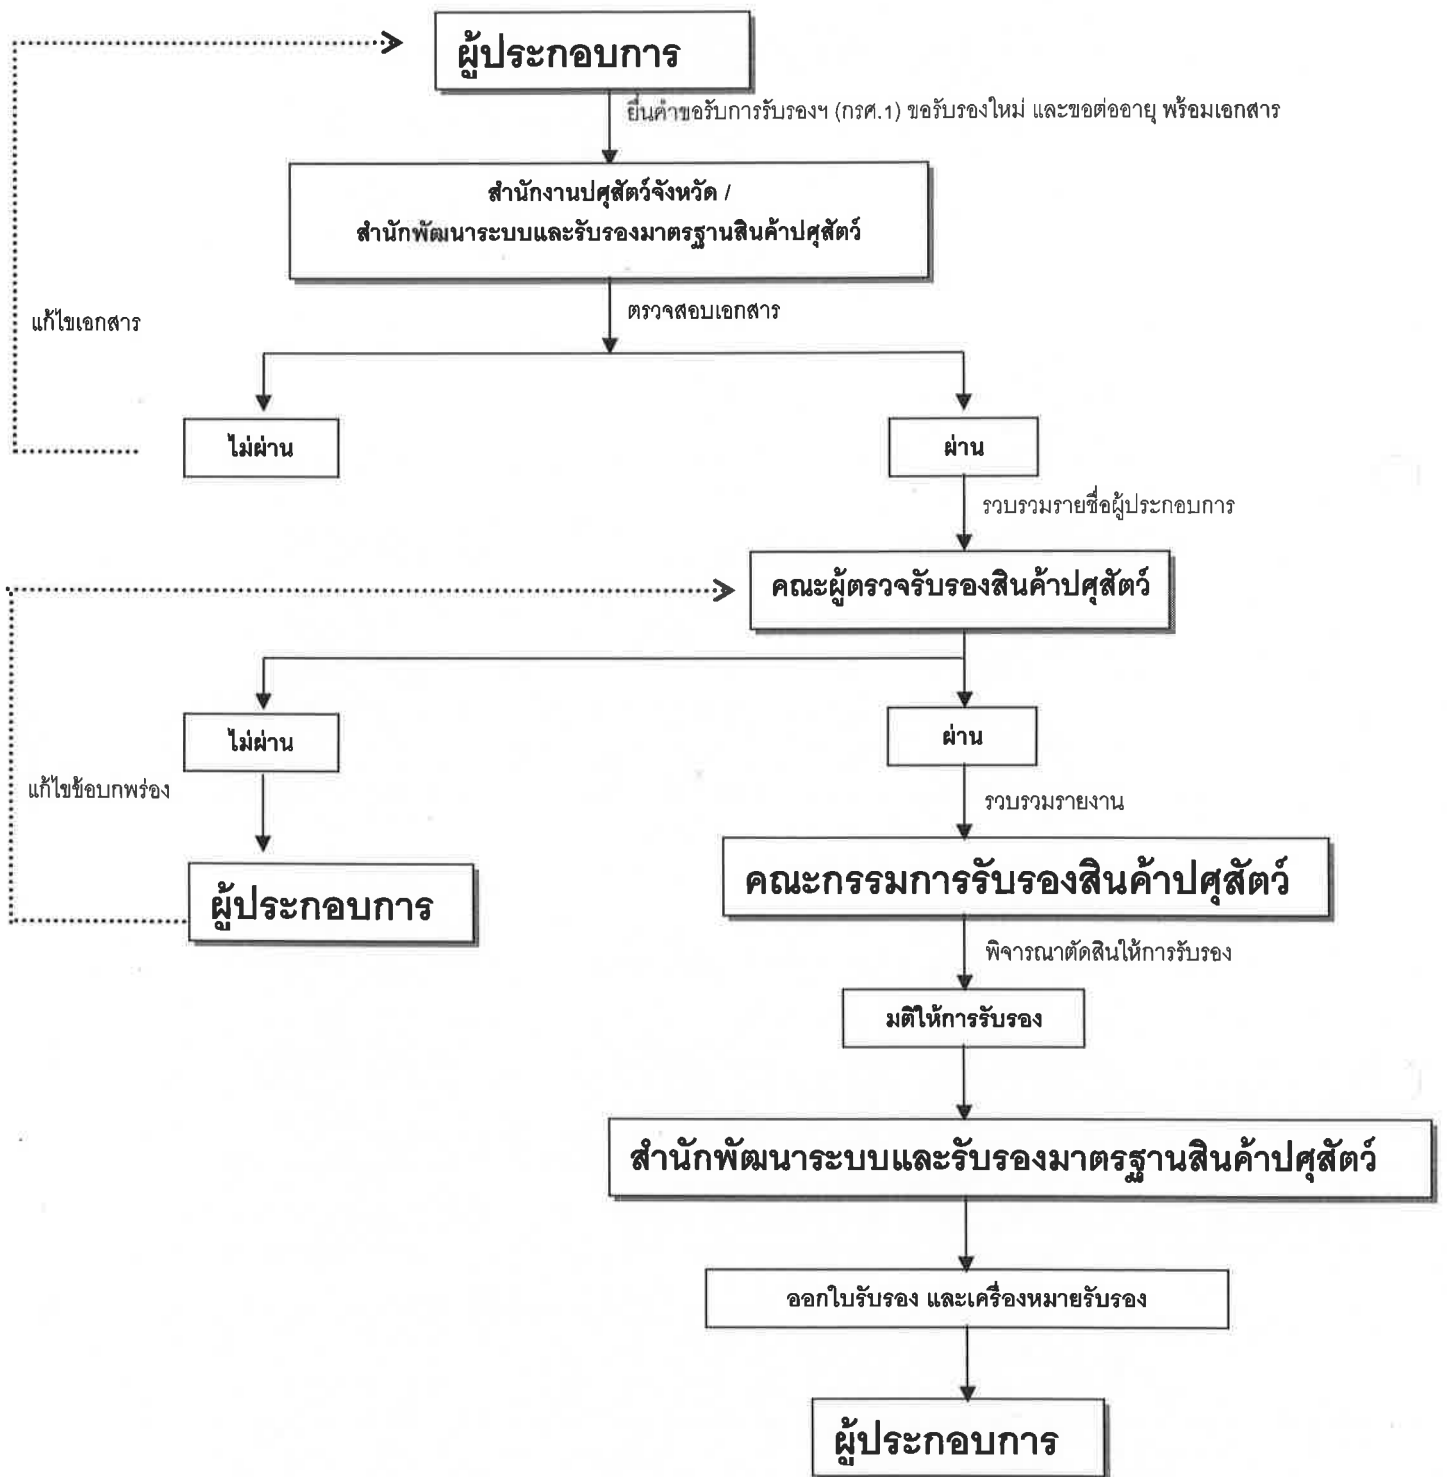 ผู้ประกอบการ
ยื่นคำขอรับการรับรองฯ (กรศ.1) ขอรับรองใหม่ และขอต่ออายุ พร้อมเอกสาร
สำนักงานปศุสัตว์จังหวัด /
สำนักพัฒนาระบบและรับรองมาตรฐานสินค้าปศุสัตว์
ตรวจสอบเอกสาร
แก้ไขเอกสาร
ไม่ผ่าน
ผ่าน
รวบรวมรายชื่อผู้ประกอบการ
คณะผู้ตรวจรับรองสินค้าปศุสัตว์
ไม่ผ่าน
ผ่าน
แก้ไขข้อบกพร่อง
รวบรวมรายงาน
คณะกรรมการรับรองสินค้าปศุสัตว์
ผู้ประกอบการ
พิจารณาตัดสินให้การรับรอง
มติให้การรับรอง
สำนักพัฒนาระบบและรับรองมาตรฐานสินค้าปศุสัตว์
ออกใบรับรอง และเครื่องหมายรับรอง
ผู้ประกอบการ